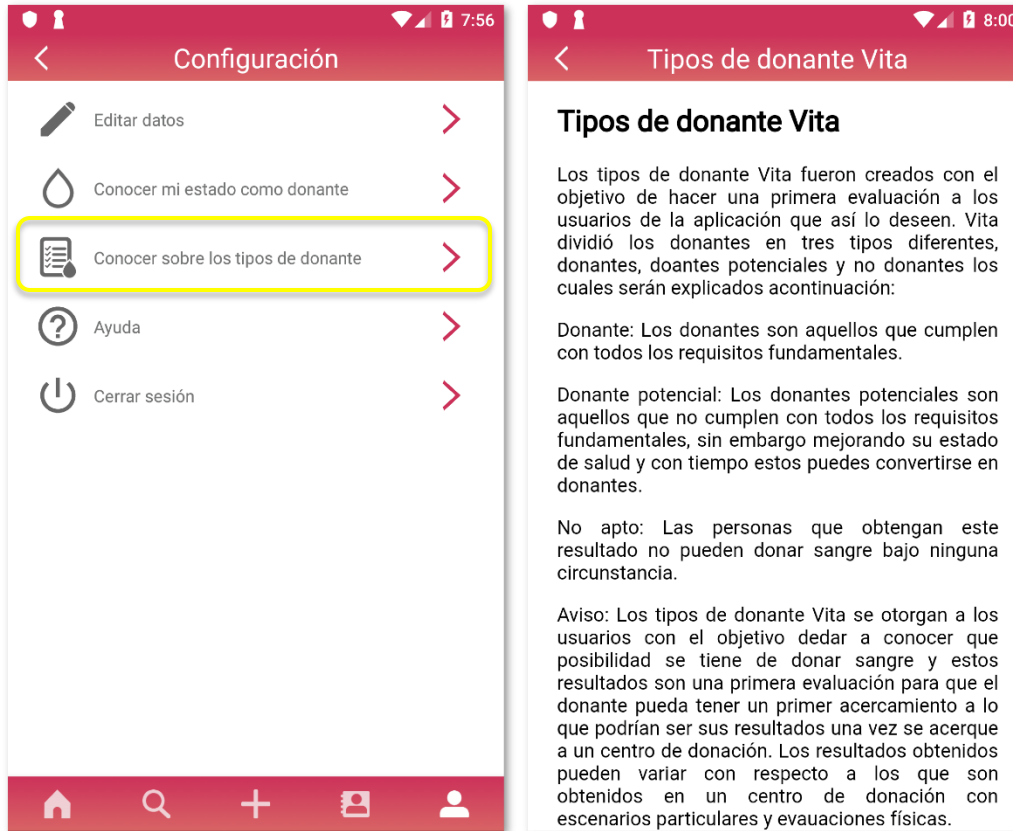 7:56
Configuración
Editar datos
Conocer mi estado como donante
Conocer sobre los tipos de donante
Ayuda
Cerrar sesión
8:00
Tipos de donante Vita
Tipos de donante Vita
Los tipos de donante Vita fueron creados con el
objetivo de hacer una primera evaluación a los
usuarios de la aplicación que así lo deseen. Vita
dividió los donantes en tres tipos diferentes,
donantes, doantes potenciales y no donantes los
cuales serán explicados acontinuación:
Donante: Los donantes son aquellos que cumplen
con todos los requisitos fundamentales.
Donante potencial: Los donantes potenciales son
aquellos que no cumplen con todos los requisitos
fundamentales, sin embargo mejorando su estado
de salud y con tiempo estos puedes convertirse en
donantes.
No apto: Las personas que obtengan este
resultado no pueden donar sangre bajo ninguna
circunstancia.
Aviso: Los tipos de donante Vita se otorgan a los
usuarios con el objetivo dedar a conocer que
posibilidad se tiene de donar sangre y estos
resultados son una primera evaluación para que el
donante pueda tener un primer acercamiento a lo
que podrían ser sus resultados una vez se acerque
a un centro de donación. Los resultados obtenidos
pueden variar con respecto a los que son
obtenidos en un centro de donación con
escenarios particulares y evauaciones físicas.